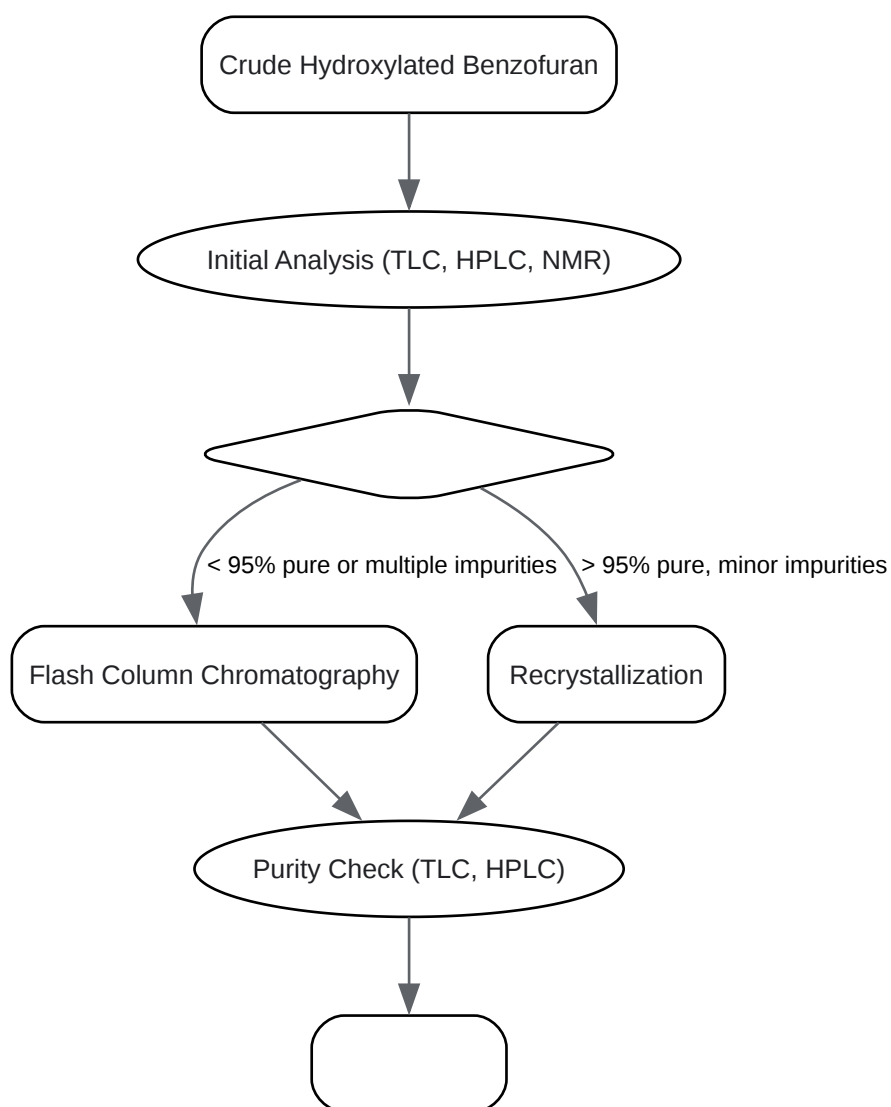 Crude Hydroxylated Benzofuran
Initial Analysis (TLC, HPLC, NMR)
< 95% pure or multiple impurities
> 95% pure, minor impurities
Flash Column Chromatography
Recrystallization
Purity Check (TLC, HPLC)